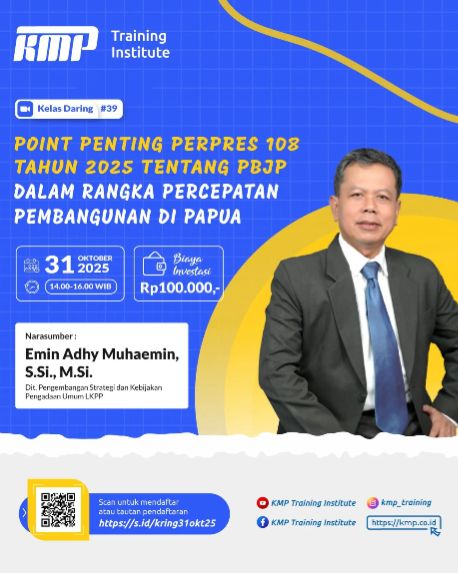 KMP Training
Institute
Kelas Daring #39
POINT PENTING PERPRES 108
TAHUN 2025 TENTANG PBJP
DALAM RANGKA PERCEPATAN
PEMBANGUNAN DI PAPUA
31 OKTOBER
2025
14.00-16.00 WIB
Biaya
Investasi
Rp100.000,-
Narasumber :
Emin Adhy Muhaemin,
S.Si., M.Si.
Dit. Pengembangan Strategi dan Kebijakan
Pengadaan Umum LKPP
Scan untuk mendaftar
atau tautan pendaftaran
https://s.id/kring31okt25
KMP Training Institute
kmp_training
KMP Training Institute
https://kmp.co.id